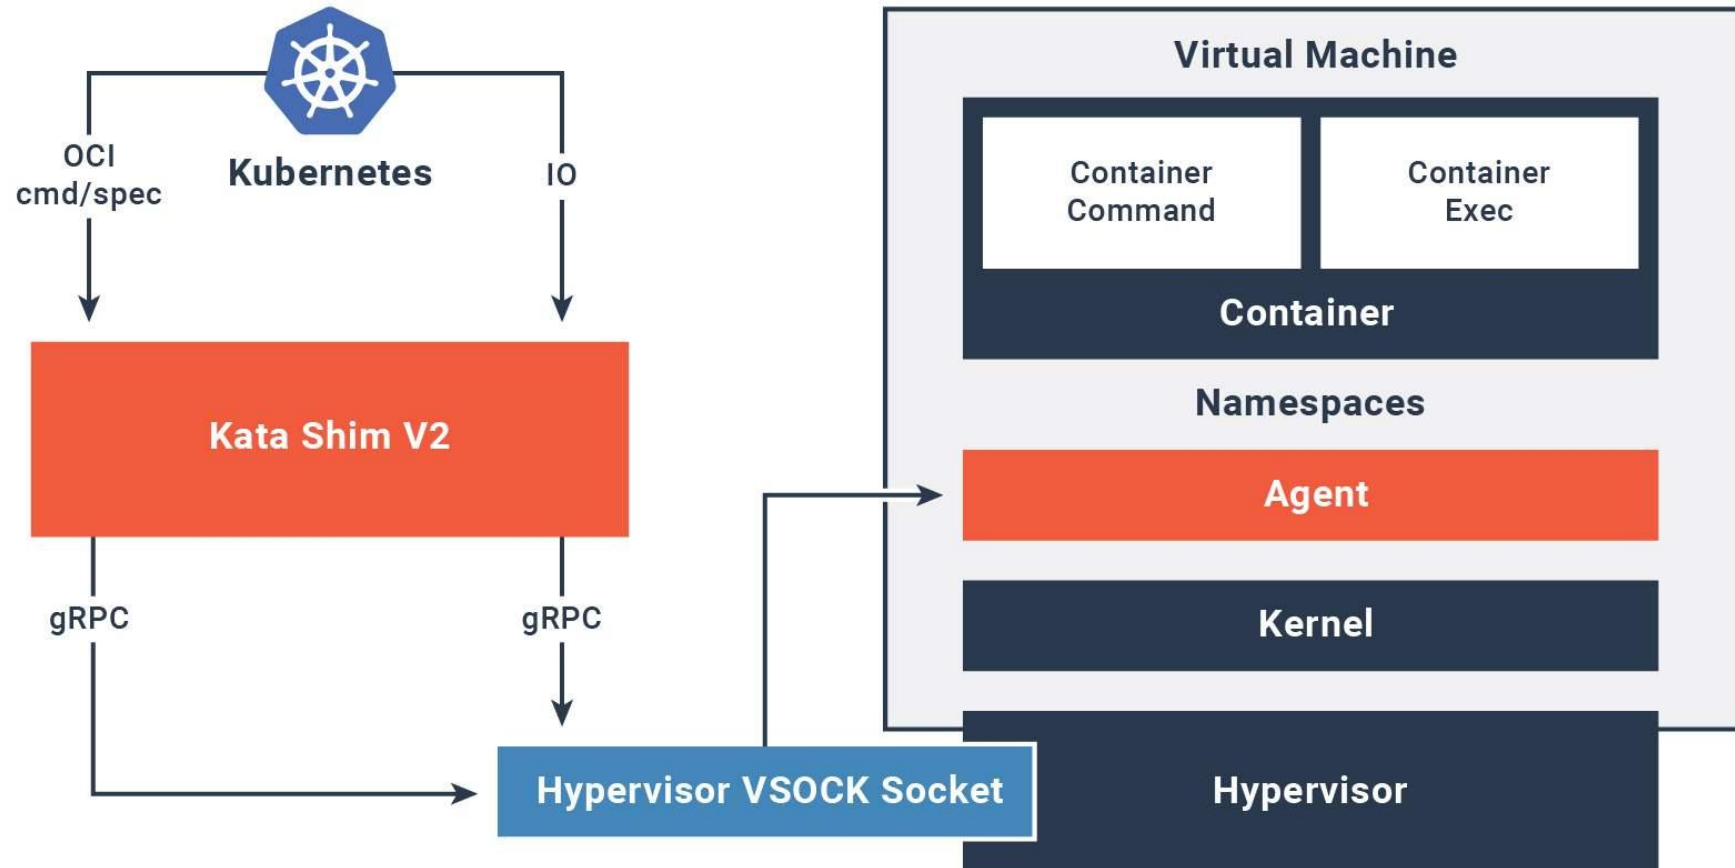 Virtual Machine
OCI
cmd/spec
Kubernetes
IO
Container
Command
Container
Exec
Container
Namespaces
Kata Shim V2
Agent
gRPC
gRPC
Kernel
Hypervisor VSOCK Socket
Hypervisor